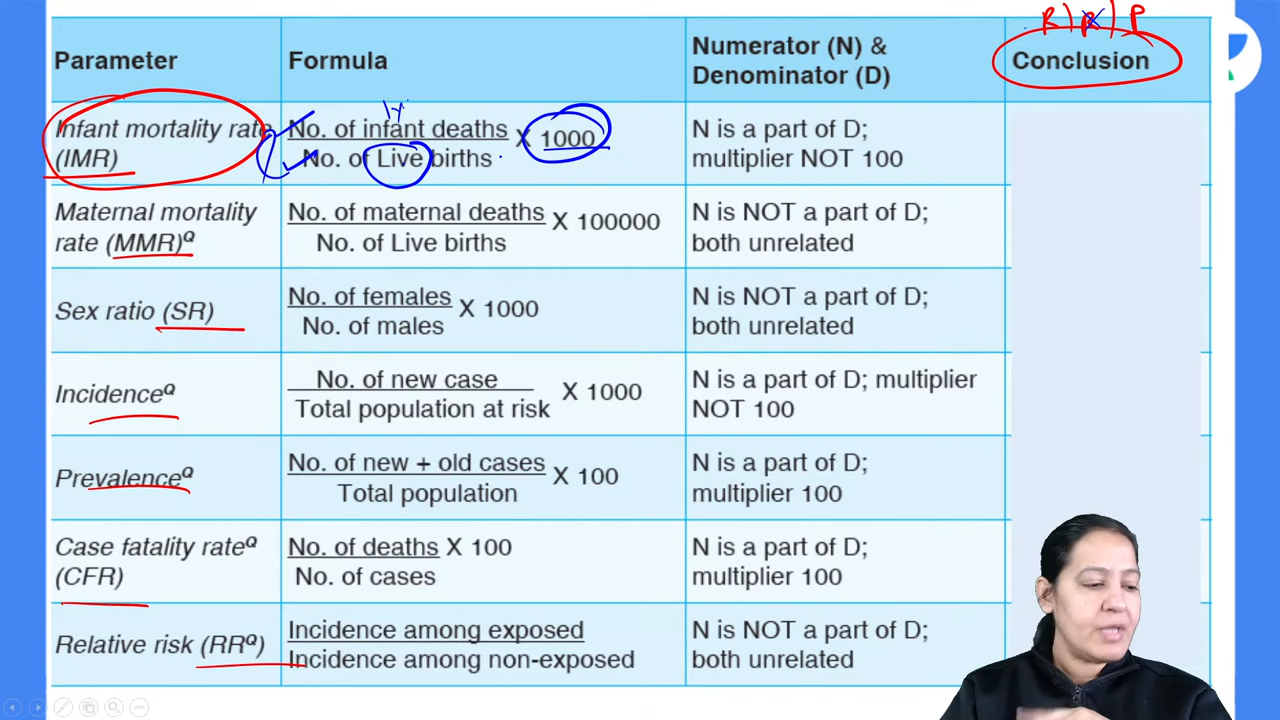 R | R | P
Parameter
Formula
Numerator (N) &
Denominator (D)
Conclusion
Infant mortality rate
(IMR)
1yr
No. of infant deaths
No. of Live births
X 1000
N is a part of D;
multiplier NOT 100
Maternal mortality
rate (MMR)Q
No. of maternal deaths
No. of Live births
X 100000
N is NOT a part of D;
both unrelated
Sex ratio (SR)
No. of females
No. of males
X 1000
N is NOT a part of D;
both unrelated
IncidenceQ
No. of new case
Total population at risk
X 1000
N is a part of D; multiplier
NOT 100
PrevalenceQ
No. of new + old cases
Total population
X 100
N is a part of D;
multiplier 100
Case fatality rateQ
(CFR)
No. of deaths
No. of cases
X 100
N is a part of D;
multiplier 100
Relative risk (RRQ)
Incidence among exposed
Incidence among non-exposed
N is NOT a part of D;
both unrelated